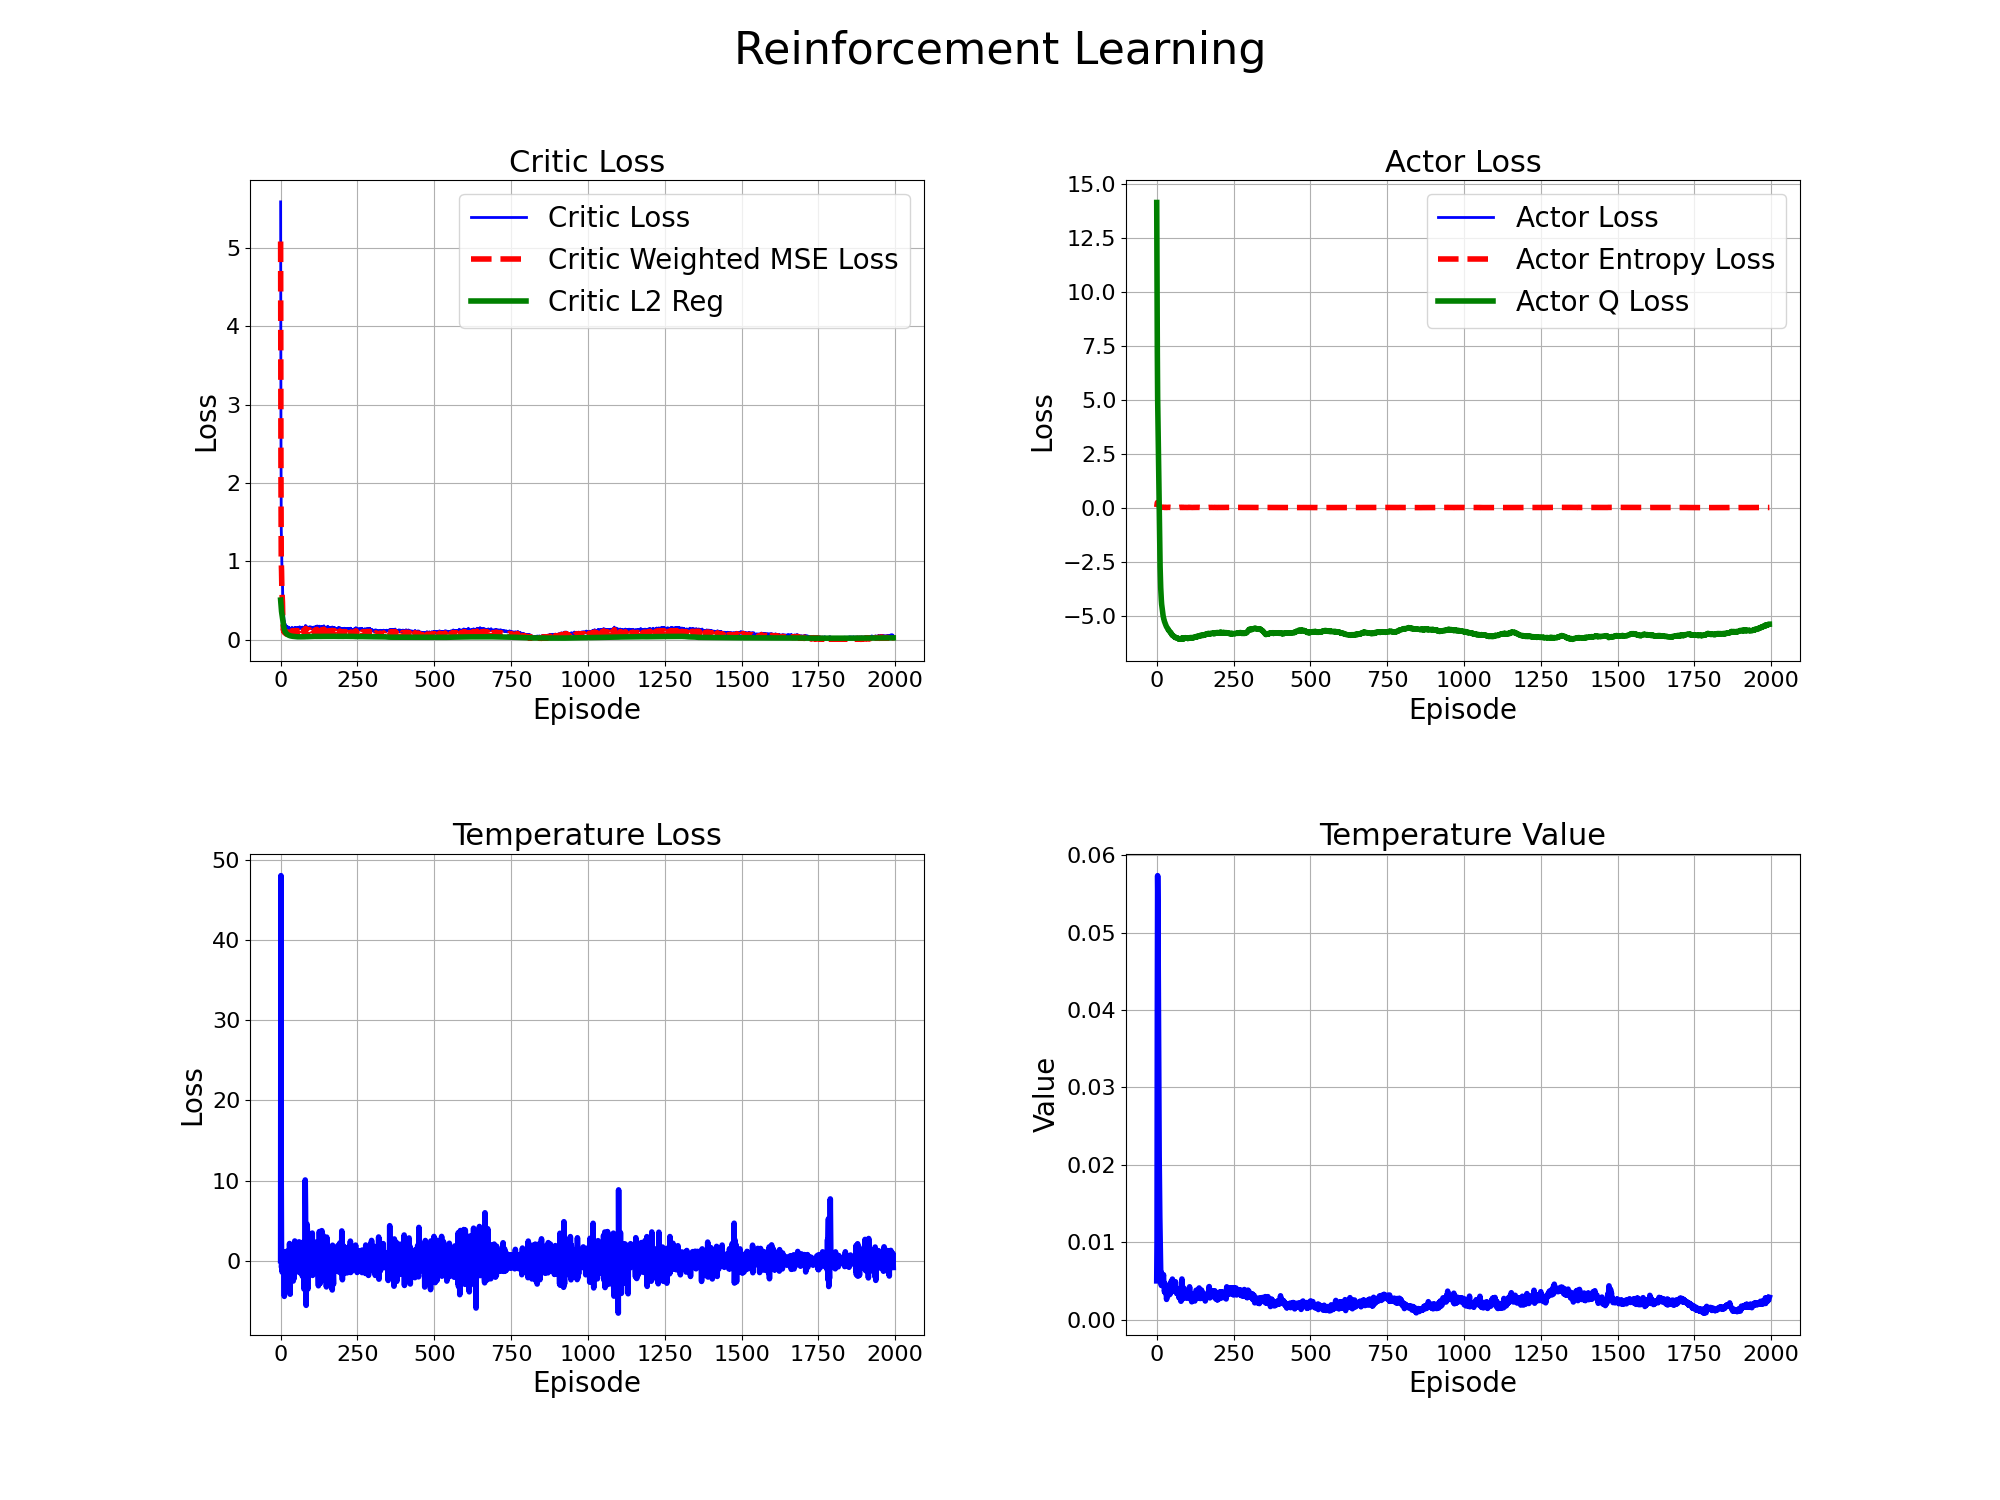 Reinforcement Learning
Critic Loss
Critic Loss
Critic Weighted MSE Loss
Critic L2 Reg
Loss
5
4
3
2
1
0
0 250 500 750 1000 1250 1500 1750 2000
Episode
Actor Loss
Actor Loss
Actor Entropy Loss
Actor Q Loss
Loss
15.0
12.5
10.0
7.5
5.0
2.5
0.0
−2.5
−5.0
0 250 500 750 1000 1250 1500 1750 2000
Episode
Temperature Loss
Loss
50
40
30
20
10
0
0 250 500 750 1000 1250 1500 1750 2000
Episode
Temperature Value
Value
0.06
0.05
0.04
0.03
0.02
0.01
0.00
0 250 500 750 1000 1250 1500 1750 2000
Episode